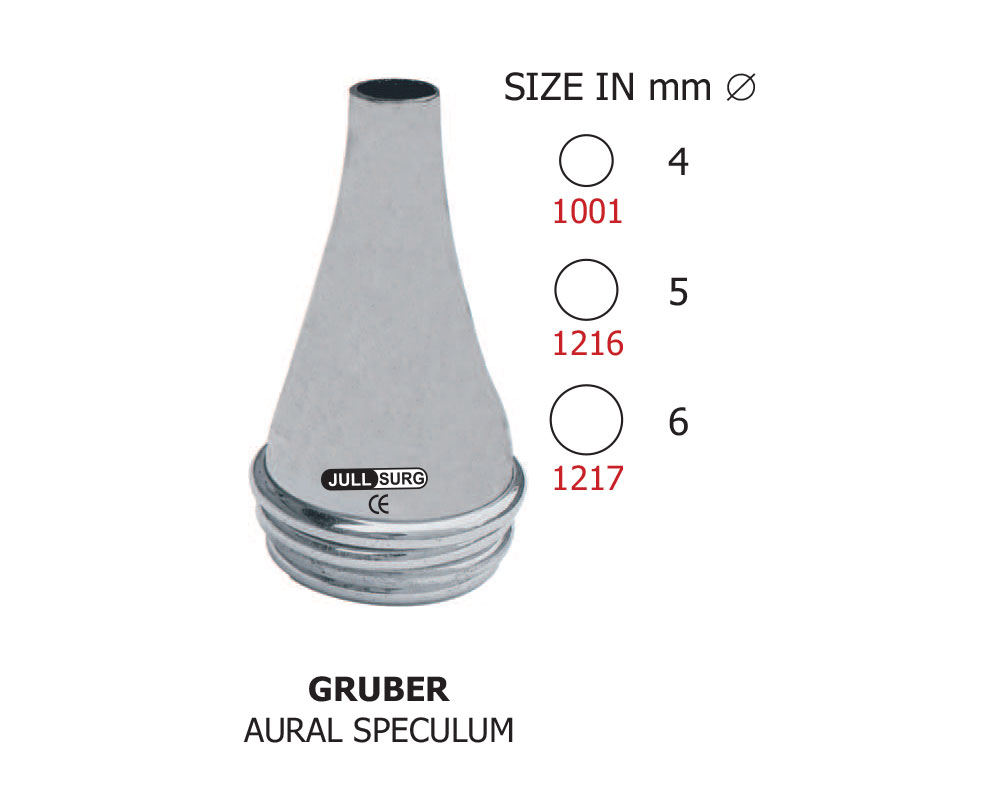 SIZE IN mm ∅
4
1001
5
1216
6
1217
JULL SURG
CE
GRUBER
AURAL SPECULUM